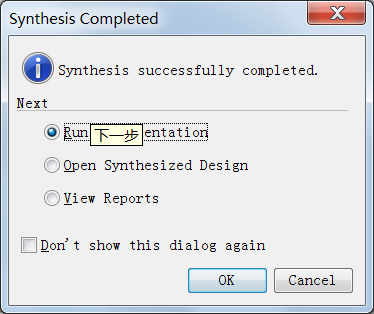 Synthesis Completed
Synthesis successfully completed.
Next
Run 下一步 entation
Open Synthesized Design
View Reports
Don't show this dialog again
OK
Cancel